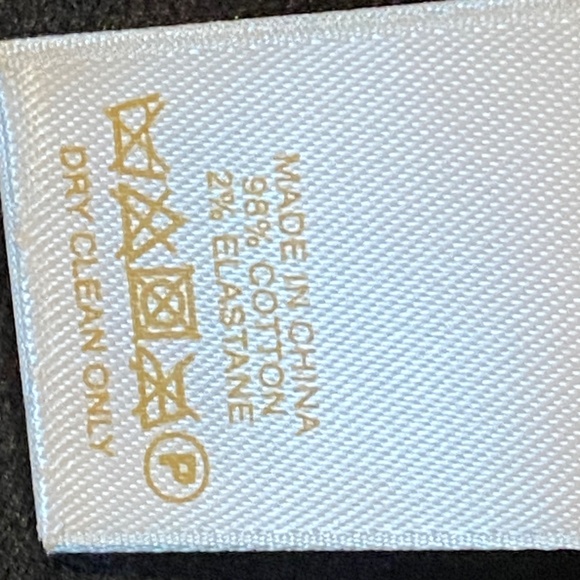 MADE IN CHINA
98% COTTON
2% ELASTANE
P
DRY CLEAN ONLY